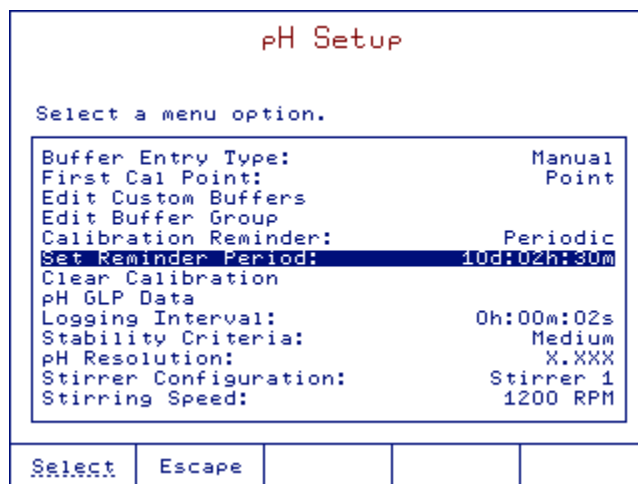 pH Setup
Select a menu option.
Buffer Entry Type: Manual
First Cal Point: Point
Edit Custom Buffers
Edit Buffer Group
Calibration Reminder: Periodic
Set Reminder Period: 10d:02h:30m
Clear Calibration
pH GLP Data
Logging Interval: 0h:00m:02s
Stability Criteria: Medium
pH Resolution: X.XXX
Stirrer Configuration: Stirrer 1
Stirring Speed: 1200 RPM
Select Escape